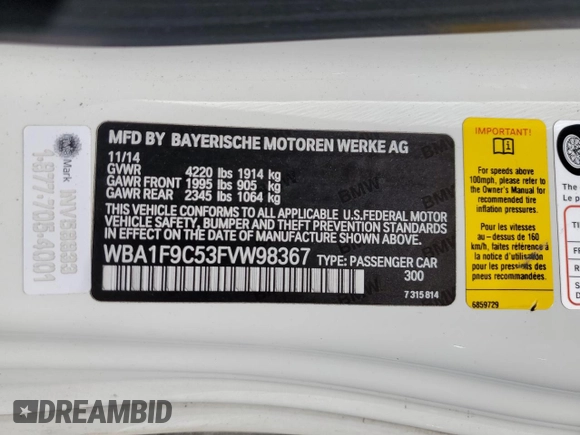 MFD BY BAYERISCHE MOTOREN WERKE AG
11/14
GVWR 4220 lbs 1914 kg
GAWR FRONT 1995 lbs 905 kg
GAWR REAR 2345 lbs 1064 kg
THIS VEHICLE CONFORMS TO ALL APPLICABLE U.S.FEDERAL MOTOR
VEHICLE SAFETY, BUMPER, AND THEFT PREVENTION STANDARDS
IN EFFECT ON THE DATE OF MANUFACTURE SHOWN ABOVE.
WBA1F9C53FVW98367 TYPE: PASSENGER CAR
300
7 315 814
IMPORTANT
For speeds above
100mph, please refer to
the Owner's Manual for
recommended tire
inflation pressures.
Au-dessus de 160
km/h, faites référence à
la notice d'utilisation
pour les pressions de
pneus recommandées.
6859729
Mark
1-877-705-4001
Le p
DREAMBID